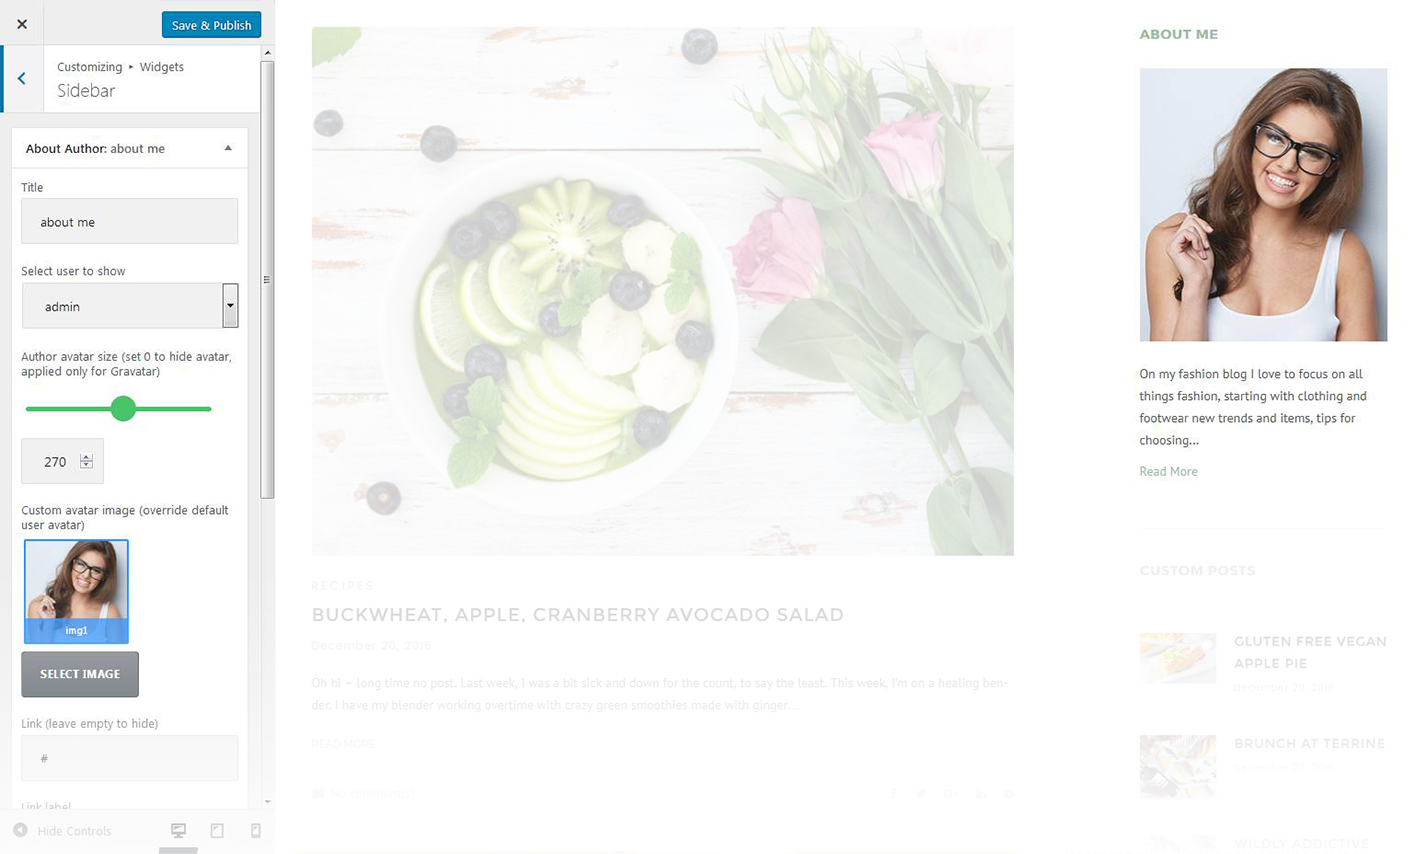 Save & Publish
Customizing ▸ Widgets
Sidebar
About Author: about me
Title
about me
Select user to show
admin
Author avatar size (set 0 to hide avatar,
applied only for Gravatar)
270
Custom avatar image (override default
user avatar)
img1
SELECT IMAGE
Link (leave empty to hide)
#
Link label
Hide Controls
RECIPES
BUCKWHEAT, APPLE, CRANBERRY AVOCADO SALAD
December 20, 2016
Oh hi – long time no post. Last week, I was a bit sick and down for the count, to say the least. This week, I'm on a healing ben-
der. I have my blender working overtime with crazy green smoothies made with ginger...
READ MORE
No comment(s)
ABOUT ME
On my fashion blog I love to focus on all
things fashion, starting with clothing and
footwear new trends and items, tips for
choosing...
Read More
CUSTOM POSTS
GLUTEN FREE VEGAN
APPLE PIE
December 20, 2016
BRUNCH AT TERRINE
December 20, 2016
WILDLY ADDICTIVE